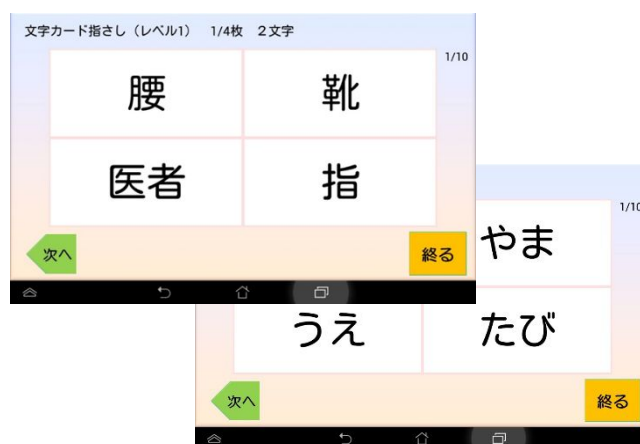 文字カード指さし（レベル1） 1/4枚 ２文字
1/10
腰 靴
医者 指
次へ 終る
1/10
やま
うえ たび
次へ 終る